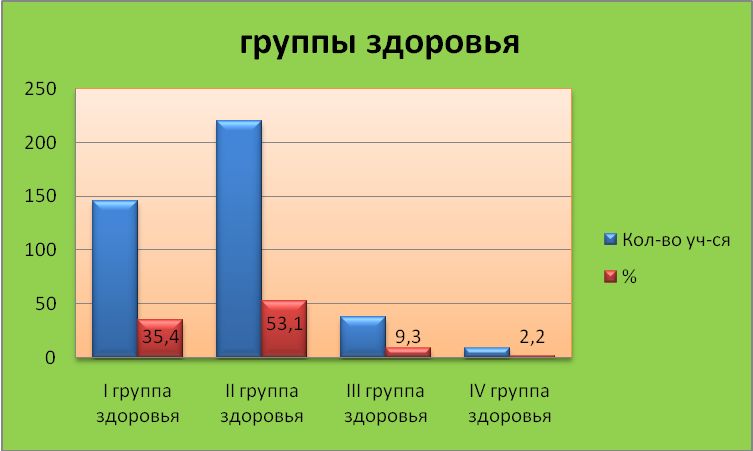 группы здоровья
250
200
150
100
50
0
35,4
53,1
9,3
2,2
I группа
здоровья
II группа
здоровья
III группа
здоровья
IV группа
здоровья
Кол-во уч-ся
%